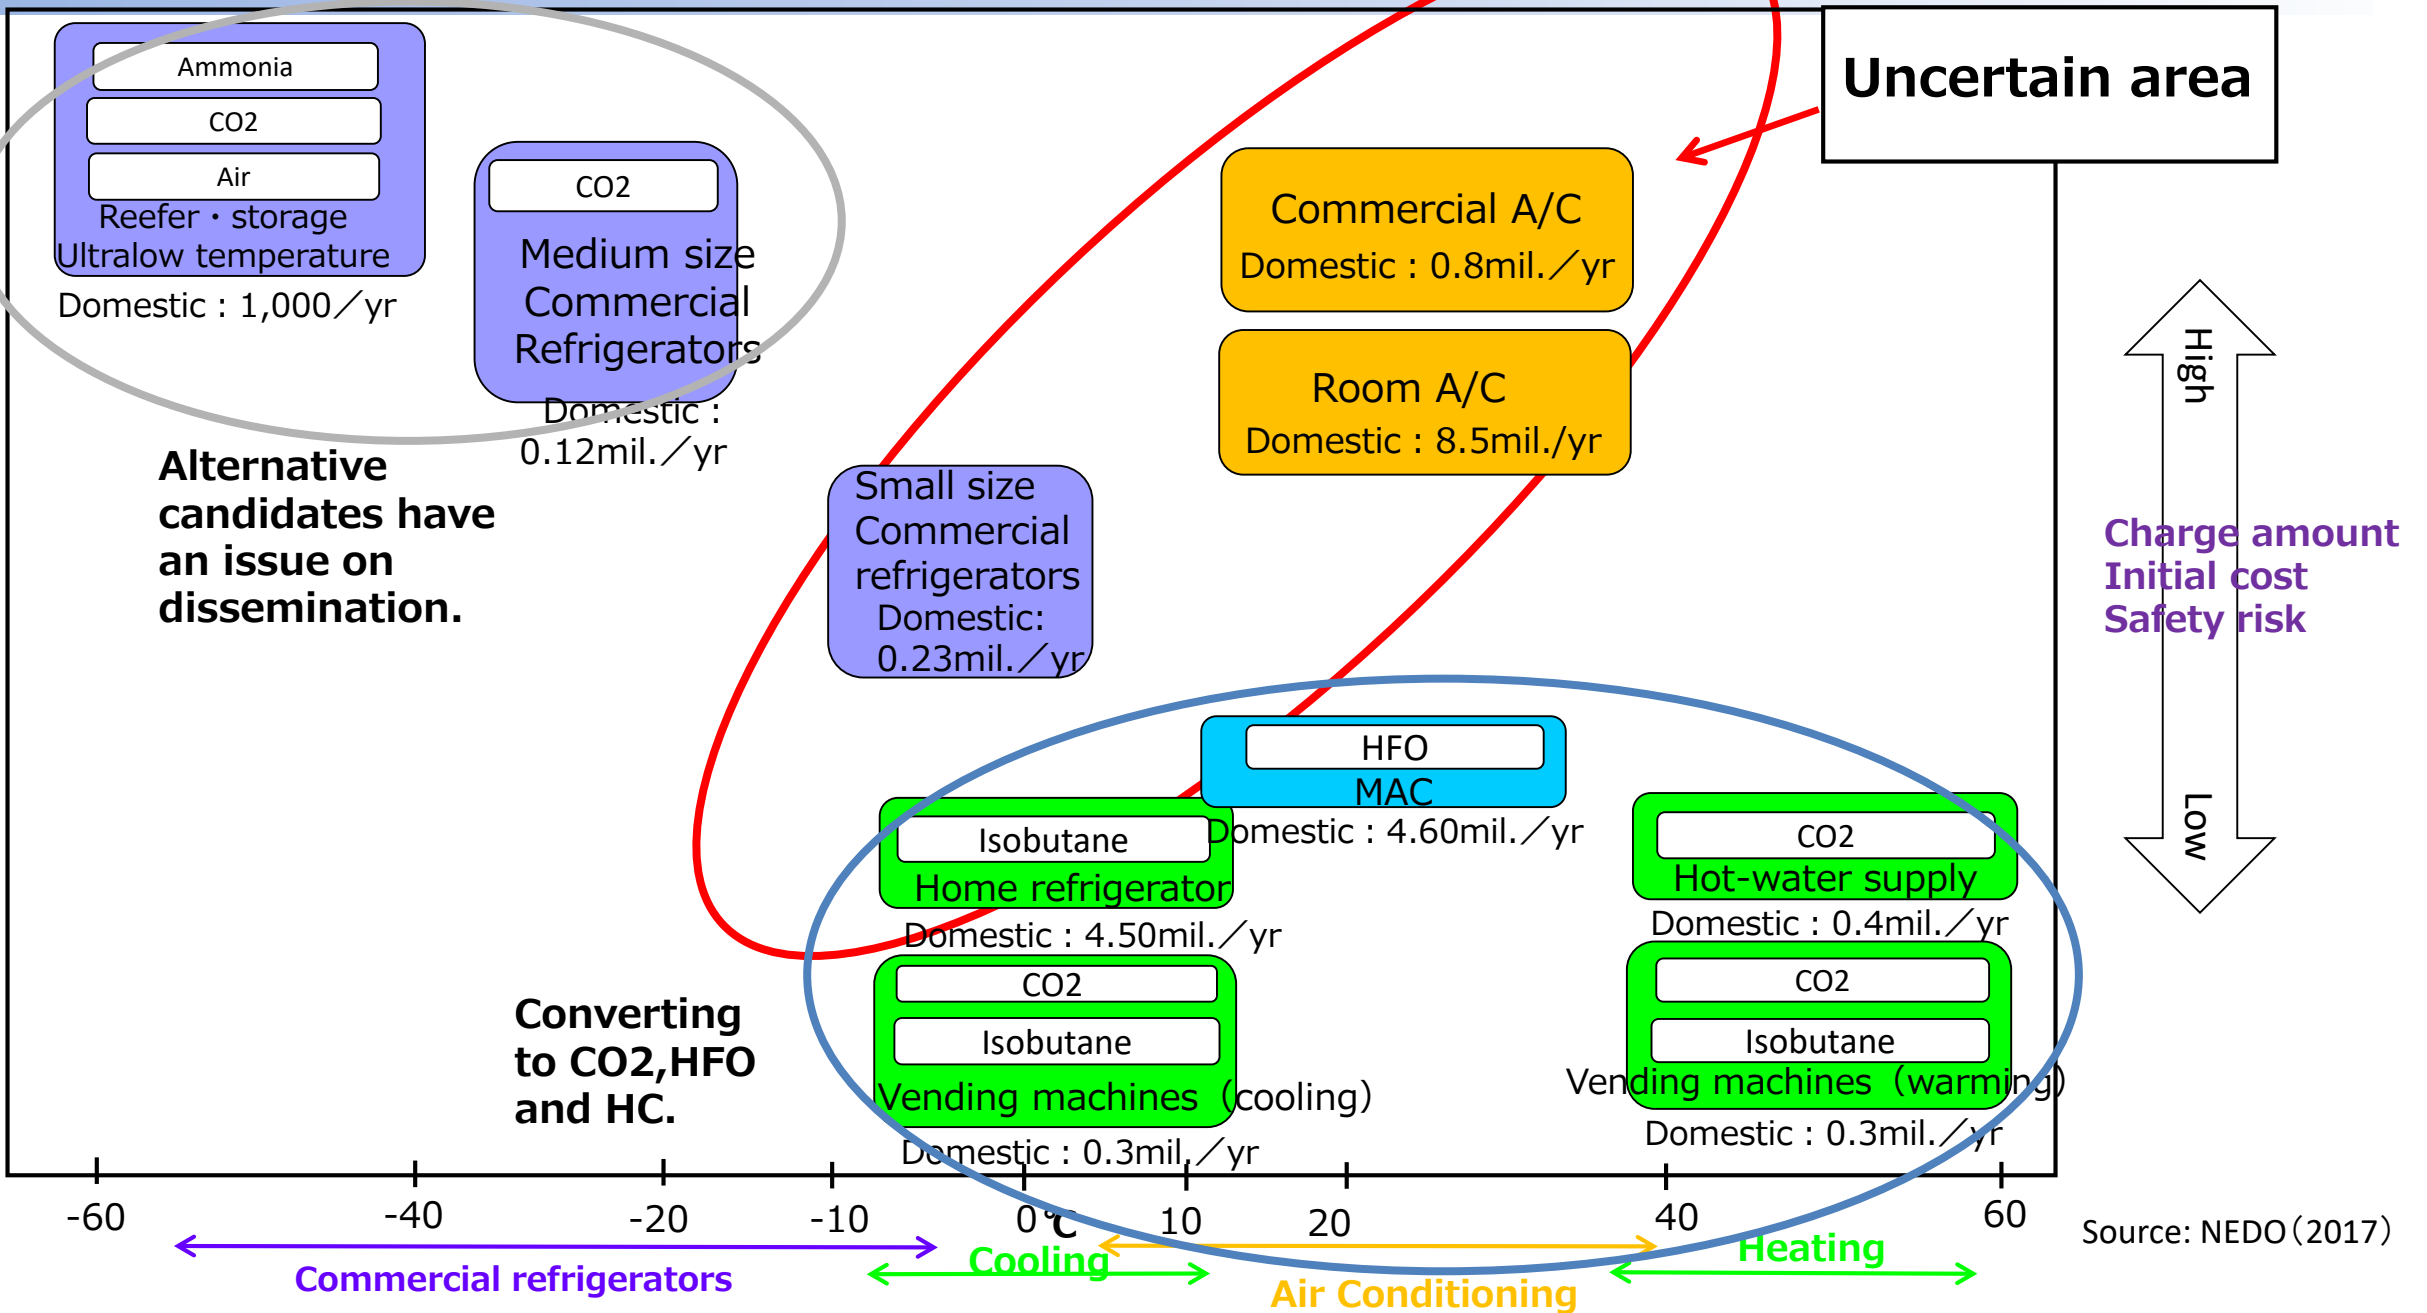 Ammonia
CO2
Air
Reefer・storage
Ultralow temperature
Domestic：1,000／yr
CO2
Medium size
Commercial
Refrigerators
Domestic：
0.12mil.／yr
Alternative
candidates have
an issue on
dissemination.
Uncertain area
Commercial A/C
Domestic：0.8mil.／yr
Room A/C
Domestic：8.5mil./yr
Small size
Commercial
refrigerators
Domestic:
0.23mil.／yr
High
Charge amount
Initial cost
Safety risk
Low
HFO
MAC
Domestic：4.60mil.／yr
Isobutane
Home refrigerator
Domestic：4.50mil.／yr
CO2
Hot-water supply
Domestic：0.4mil.／yr
Converting
to CO2,HFO
and HC.
CO2
Isobutane
Vending machines（cooling）
Domestic：0.3mil.／yr
CO2
Isobutane
Vending machines（warming）
Domestic：0.3mil.／yr
-60 -40 -20 -10 0℃ 10 20 40 60
Source: NEDO（2017）
Commercial refrigerators
Cooling
Air Conditioning
Heating